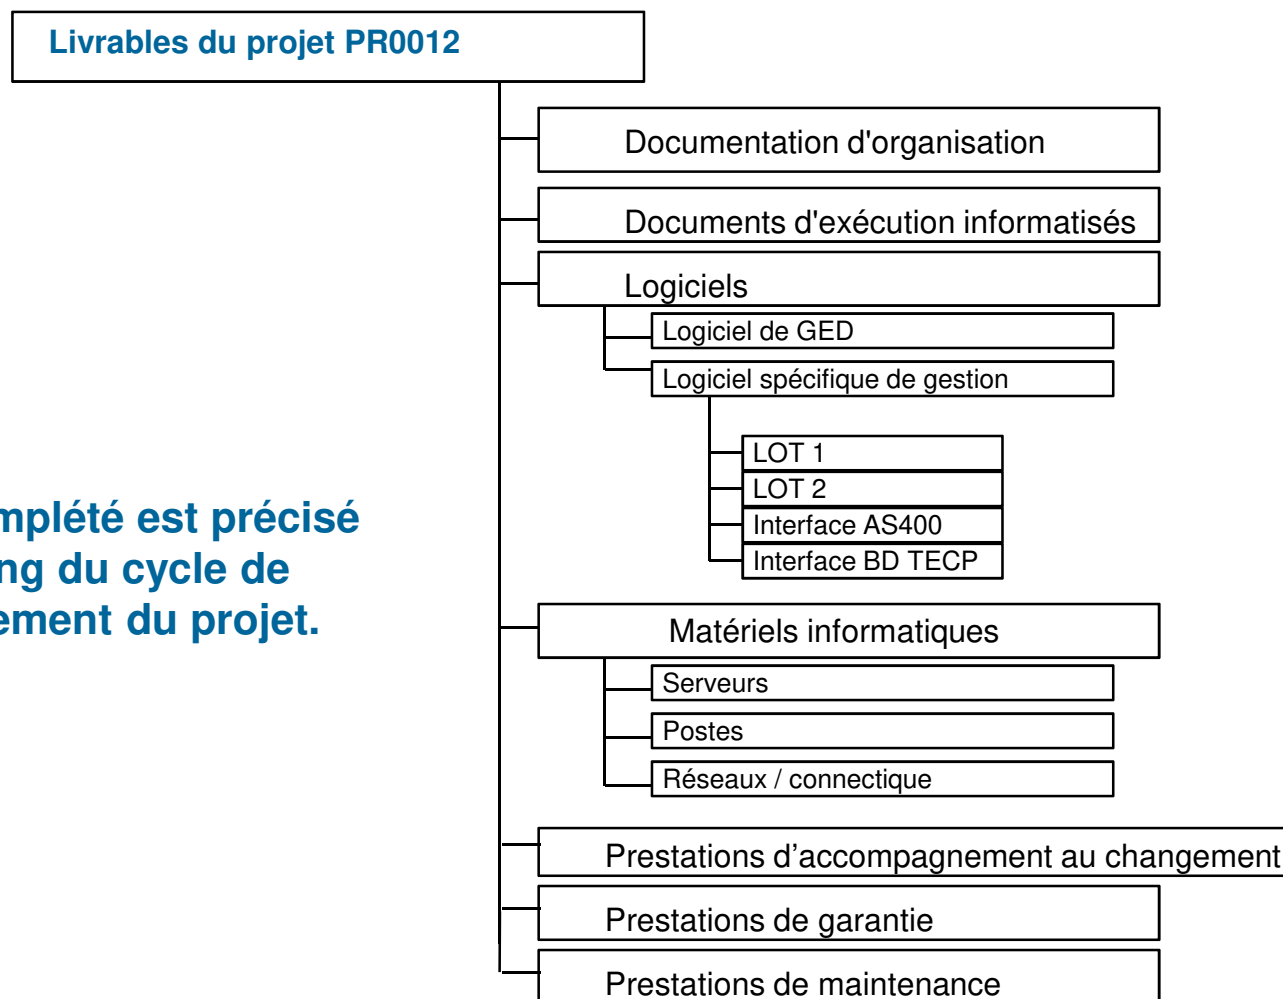 Livrables du projet PR0012
Documentation d'organisation
Documents d'exécution informatisés
Logiciels
Logiciel de GED
Logiciel spécifique de gestion
LOT 1
LOT 2
Interface AS400
Interface BD TECP
mplété est précisé
ng du cycle de
ement du projet.
Matériels informatiques
Serveurs
Postes
Réseaux / connectique
Prestations d’accompagnement au changement
Prestations de garantie
Prestations de maintenance